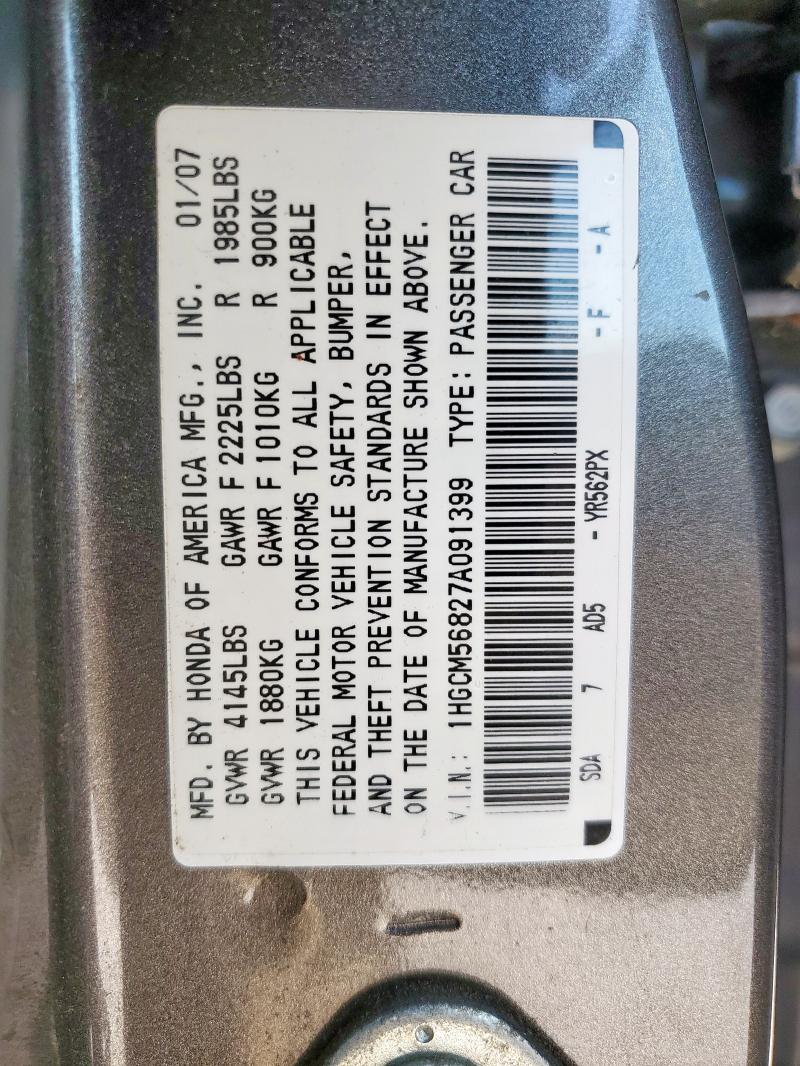 MFD. BY HONDA OF AMERICA MFG., INC. 01/07
GVWR 4145LBS GAWR F 2225LBS R 1985LBS
GVWR 1880KG GAWR F 1010KG R 900KG
THIS VEHICLE CONFORMS TO ALL APPLICABLE
FEDERAL MOTOR VEHICLE SAFETY, BUMPER,
AND THEFT PREVENTION STANDARDS IN EFFECT
ON THE DATE OF MANUFACTURE SHOWN ABOVE.
V.I.N.: 1HGCM56827A091399 TYPE: PASSENGER CAR
SDA 7 AD5 - YR562PX - F - A